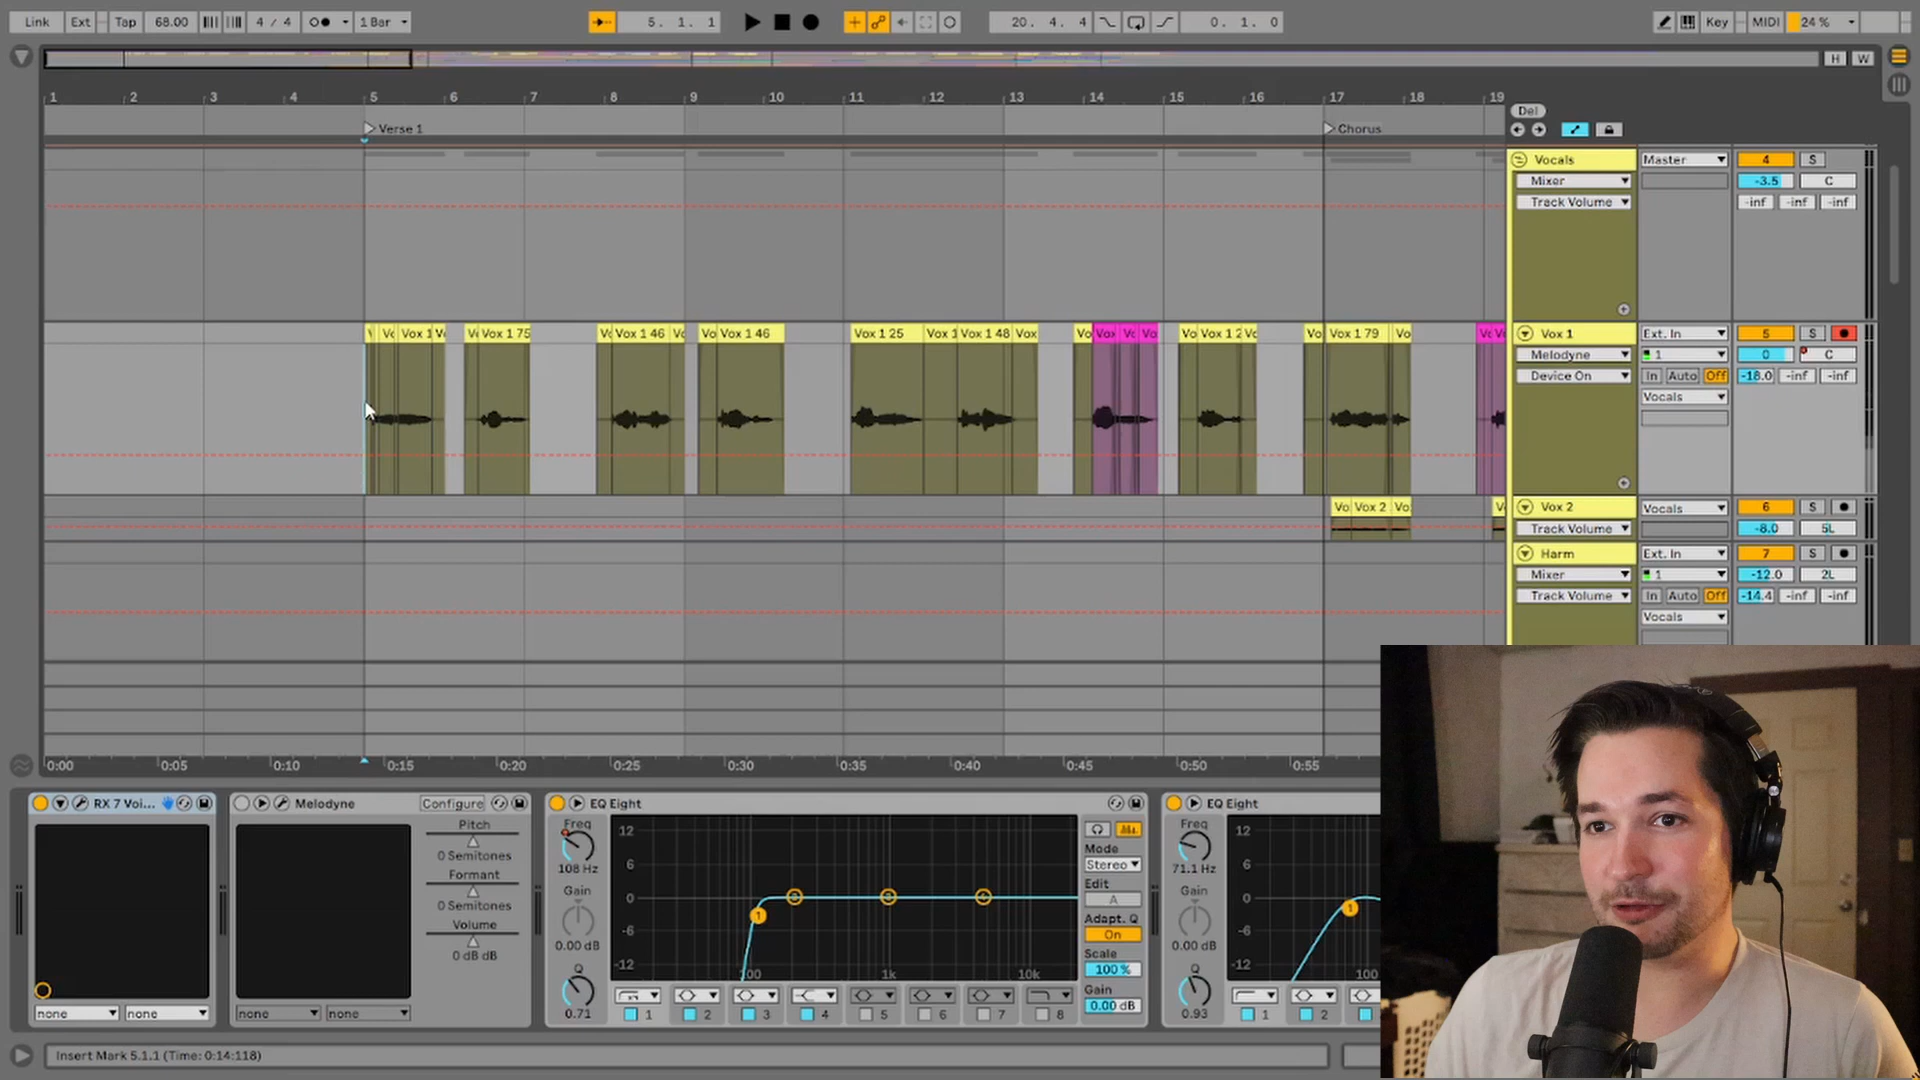 Link Ext Tap 68.00 4 / 4 1 Bar 5. 1. 1 20. 4. 4 0. 1. 0 Key MIDI 24 %
H W
1 2 3 4 5 6 7 8 9 10 11 12 13 14 15 16 17 18 19 Del
Verse 1 Chorus
Vocals Master 4 S
Mixer -3.5 C
Track Volume -inf -inf -inf
Vox 1 Vox 1 75 Vox 1 46 Vox 1 46 Vox 1 25 Vox 1 48 Vox Vox Vox 1 2 Vox 1 79 Vox 1 Ext. In 5 S
Melodyne 1 0 C
Device On In Auto Off -18.0 -inf -inf
Vocals
Vox 2 Vox 2 Vocals 6 S
Track Volume -8.0 5L
Harm Ext. In 7 S
Mixer 1 -12.0 2L
Track Volume In Auto Off -14.4 -inf -inf
Vocals
0:00 0:05 0:10 0:15 0:20 0:25 0:30 0:35 0:40 0:45 0:50 0:55
RX 7 Voi... Melodyne Configure EQ Eight EQ Eight
Pitch
0 Semitones
Formant
0 Semitones
Volume
0 dB dB
none none none none
Freq
108 Hz
Gain
0.00 dB
Q
0.71
12
6
0
-6
-12
100 1k 10k
1 2 3 4 5 6 7 8
Mode
Stereo
Edit
A
Adapt. Q
On
Scale
100 %
Gain
0.00 dB
Freq
71.1 Hz
Gain
0.00 dB
Q
0.93
12
6
0
-6
-12
100
1 2
Insert Mark 5.1.1 (Time: 0:14:118)